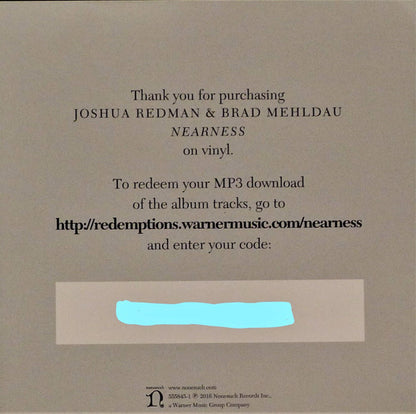 Thank you for purchasing
JOSHUA REDMAN & BRAD MEHLDAU
NEARNESS
on vinyl.
To redeem your MP3 download
of the album tracks, go to
http://redemptions.warnermusic.com/nearness
and enter your code:
nonesuch www.nonesuch.com
n. 555845-1 ℗ 2016 Nonesuch Records Inc.,
a Warner Music Group Company